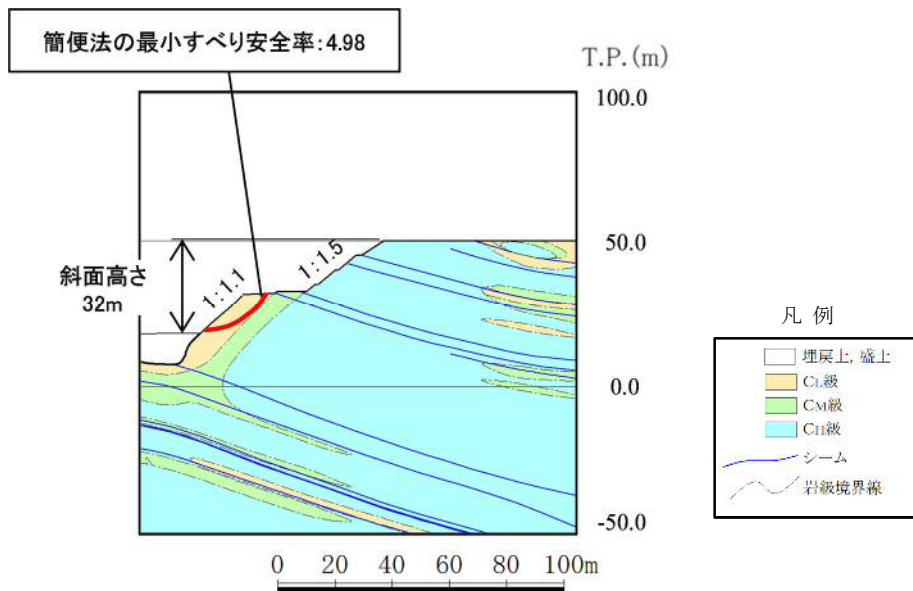 簡便法の最小すべり安全率:4.98
T.P.(m)
100.0
50.0
0.0
-50.0
斜面高さ
32m
1:1.1
1:1.5
0 20 40 60 80 100m
凡 例
埋戻土, 盛土
CL級
CM級
CH級
シーム
岩級境界線